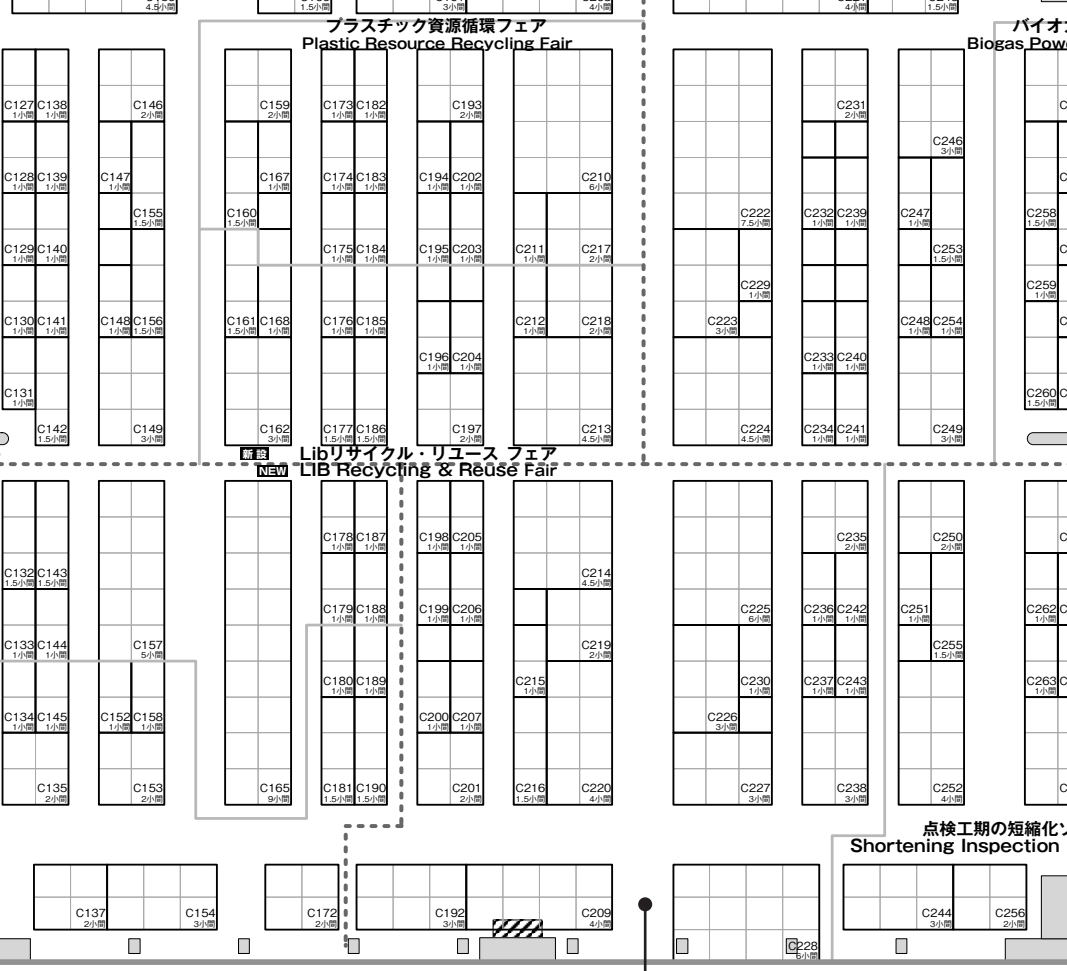 4.5小間
1.5小間
3小間
4小間
4小間
1.5小間
プラスチック資源循環フェア
Plastic Resource Recycling Fair
バイオ
Biogas Pow
C127 C138 C146 C159 C173 C182 C193 C231
1小間 1小間 2小間 2小間 1小間 1小間 2小間 2小間
C246
3小間
C128 C139 C147 C167 C174 C183 C194 C202 C210
1小間 1小間 1小間 1小間 1小間 1小間 1小間 1小間 6小間
C155 C160 C222 C232 C239 C247 C258
1.5小間 1.5小間 7.5小間 1小間 1小間 1小間 1.5小間
C129 C140 C175 C184 C195 C203 C211 C217 C253
1小間 1小間 1小間 1小間 1小間 1小間 1小間 2小間 1.5小間
C229 C259
1小間 1小間
C130 C141 C148 C156 C161 C168 C176 C185 C212 C218 C223 C248 C254
1小間 1小間 1小間 1.5小間 1.5小間 1小間 1小間 1小間 1小間 2小間 3小間 1小間 1小間
C196 C204 C233 C240
1小間 1小間 1小間 1小間
C131 C260
1小間 1.5小間
C142 C149 C162 C177 C186 C197 C213 C224 C234 C241 C249
1.5小間 3小間 3小間 1.5小間 1.5小間 2小間 4.5小間 4.5小間 1小間 1小間 3小間
新設 Libリサイクル・リユース フェア
NEW LIB Recycling & Reuse Fair
C178 C187 C198 C205 C235 C250
1小間 1小間 1小間 1小間 2小間 2小間
C132 C143 C214
1.5小間 1.5小間 4.5小間
C179 C188 C199 C206 C225 C236 C242 C251 C262
1小間 1小間 1小間 1小間 6小間 1小間 1小間 1小間 1小間
C133 C144 C157 C219 C255
1小間 1小間 5小間 2小間 1.5小間
C180 C189 C215 C230 C237 C243 C263
1小間 1小間 1小間 1小間 1小間 1小間 1小間
C134 C145 C152 C158 C200 C207 C226
1小間 1小間 1小間 1小間 1小間 1小間 3小間
C135 C153 C165 C181 C190 C201 C216 C220 C227 C238 C252
2小間 2小間 9小間 1.5小間 1.5小間 2小間 1.5小間 4小間 3小間 3小間 4小間
点検工期の短縮化
Shortening Inspection
C137 C154 C172 C192 C209 C244 C256
2小間 3小間 2小間 3小間 4小間 3小間 2小間
C228
6小間